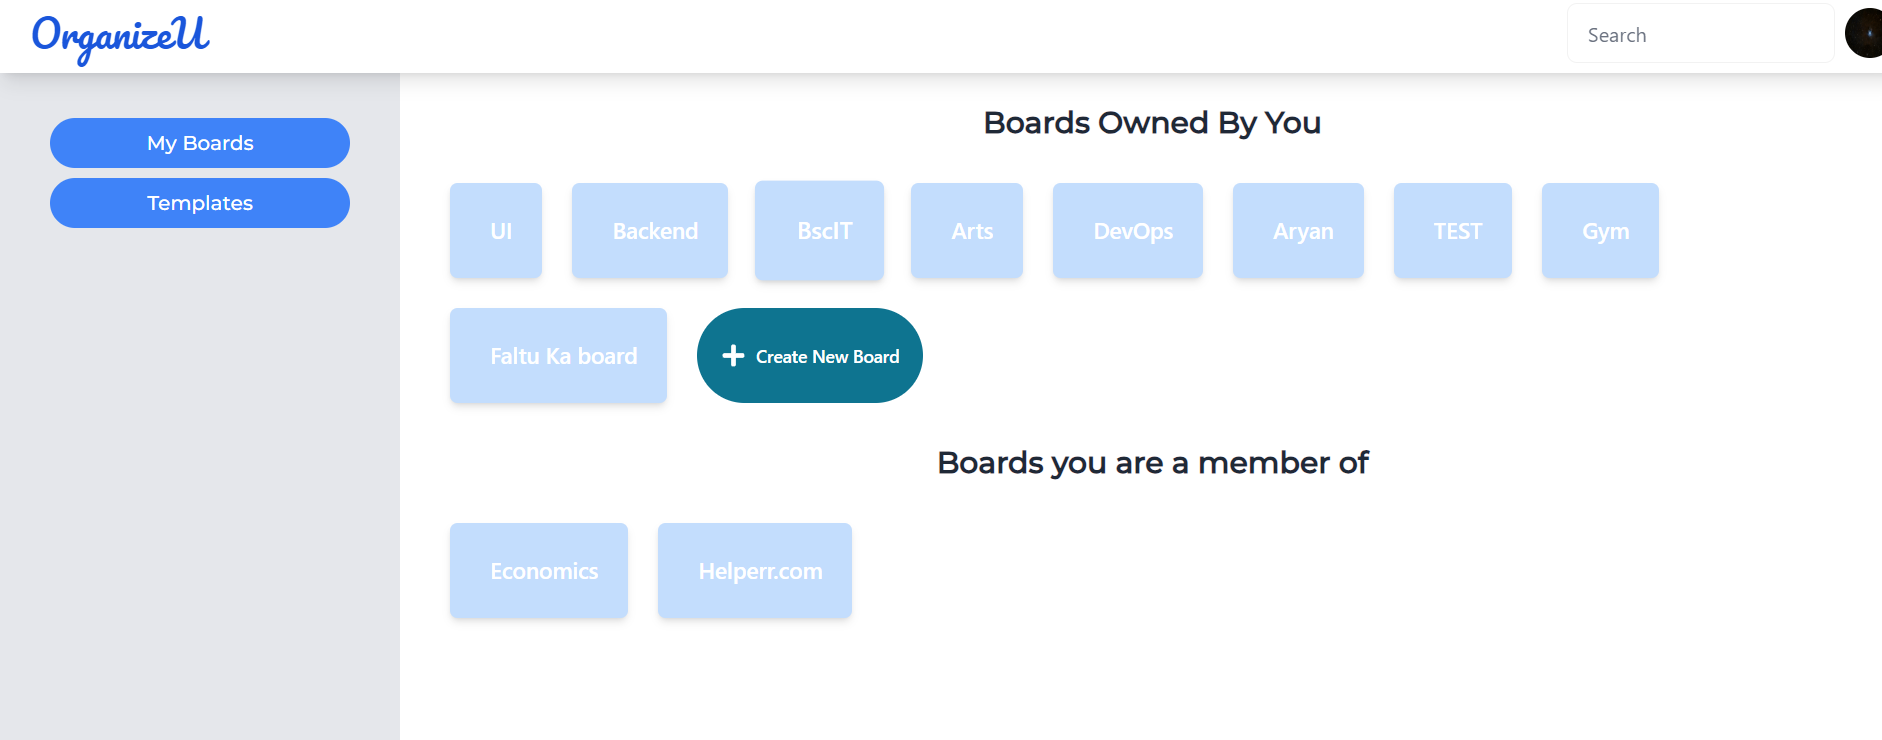 OrganizeU
Search
My Boards
Templates
Boards Owned By You
UI Backend BscIT Arts DevOps Aryan TEST Gym
Faltu Ka board Create New Board
Boards you are a member of
Economics Helperr.com